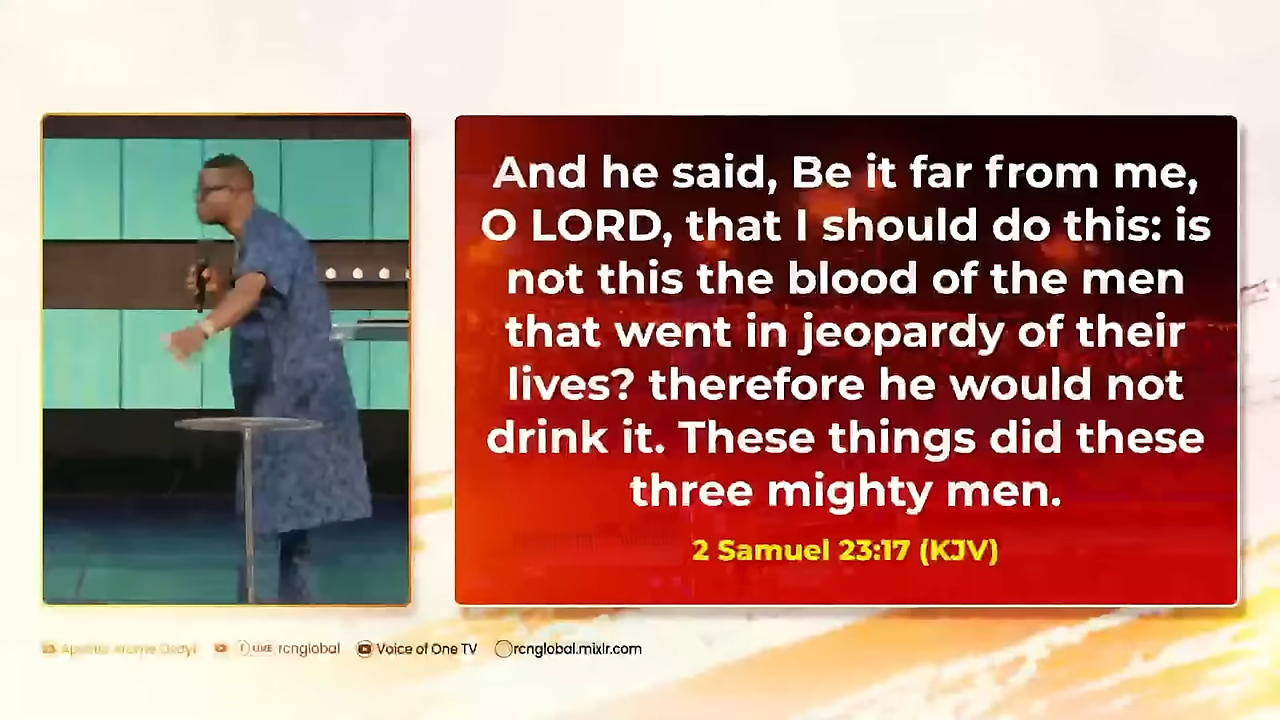 And he said, Be it far from me,
O LORD, that I should do this: is
not this the blood of the men
that went in jeopardy of their
lives? therefore he would not
drink it. These things did these
three mighty men.
2 Samuel 23:17 (KJV)
LIVE rcnglobal Voice of One TV rcnglobal.mixlr.com